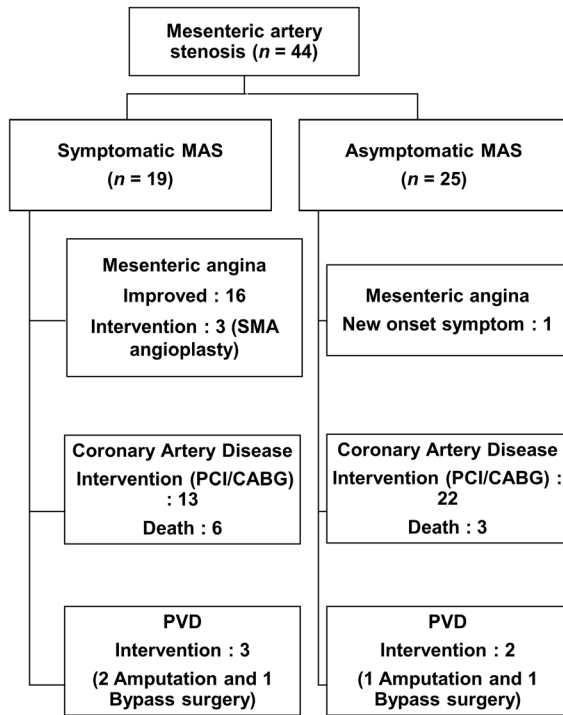 Mesenteric artery
stenosis (n = 44)
Symptomatic MAS
(n = 19)
Asymptomatic MAS
(n = 25)
Mesenteric angina
Improved : 16
Intervention : 3 (SMA
angioplasty)
Mesenteric angina
New onset symptom : 1
Coronary Artery Disease
Intervention (PCI/CABG)
: 13
Death : 6
Coronary Artery Disease
Intervention (PCI/CABG) :
22
Death : 3
PVD
Intervention : 3
(2 Amputation and 1
Bypass surgery)
PVD
Intervention : 2
(1 Amputation and 1
Bypass surgery)